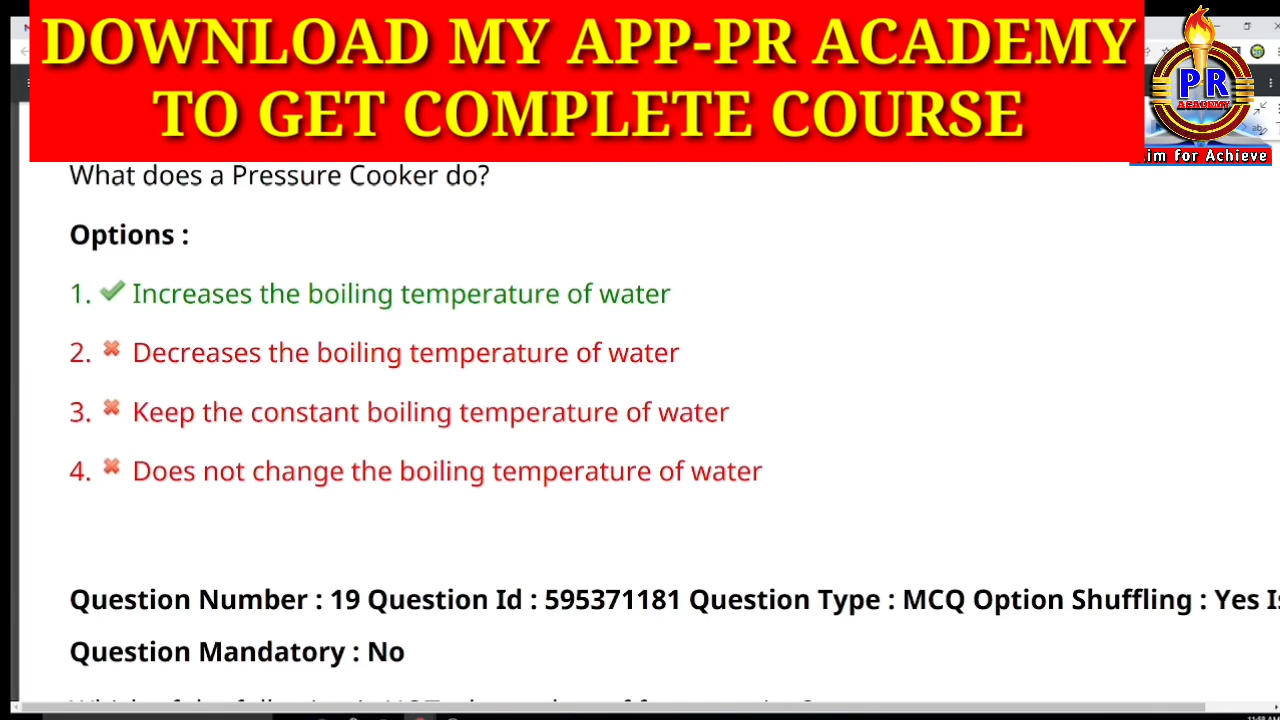 DOWNLOAD MY APP-PR ACADEMY
TO GET COMPLETE COURSE
PR
ACADEMY
im for Achieve
What does a Pressure Cooker do?
Options :
1. Increases the boiling temperature of water
2. Decreases the boiling temperature of water
3. Keep the constant boiling temperature of water
4. Does not change the boiling temperature of water
Question Number : 19 Question Id : 595371181 Question Type : MCQ Option Shuffling : Yes Is
Question Mandatory : No